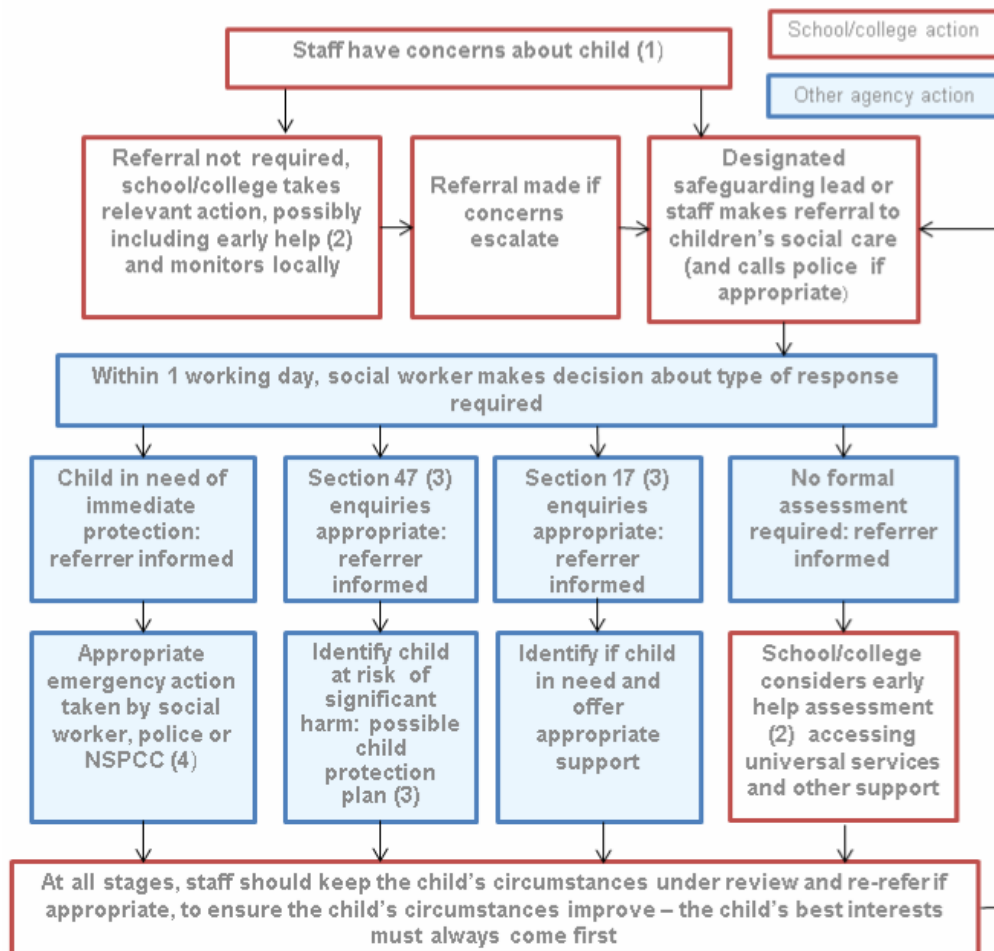 School/college action
Staff have concerns about child (1)
Other agency action
Referral not required,
school/college takes
relevant action, possibly
including early help (2)
and monitors locally
Referral made if
concerns
escalate
Designated
safeguarding lead or
staff makes referral to
children's social care
(and calls police if
appropriate)
Within 1 working day, social worker makes decision about type of response
required
Child in need of
immediate
protection:
referrer informed
Section 47 (3)
enquiries
appropriate:
referrer
informed
Section 17 (3)
enquiries
appropriate:
referrer
informed
No formal
assessment
required: referrer
informed
Appropriate
emergency action
taken by social
worker, police or
NSPCC (4)
Identify child
at risk of
significant
harm: possible
child
protection
plan (3)
Identify if child
in need and
offer
appropriate
support
School/college
considers early
help assessment
(2) accessing
universal services
and other support
At all stages, staff should keep the child's circumstances under review and re-refer if
appropriate, to ensure the child's circumstances improve – the child's best interests
must always come first